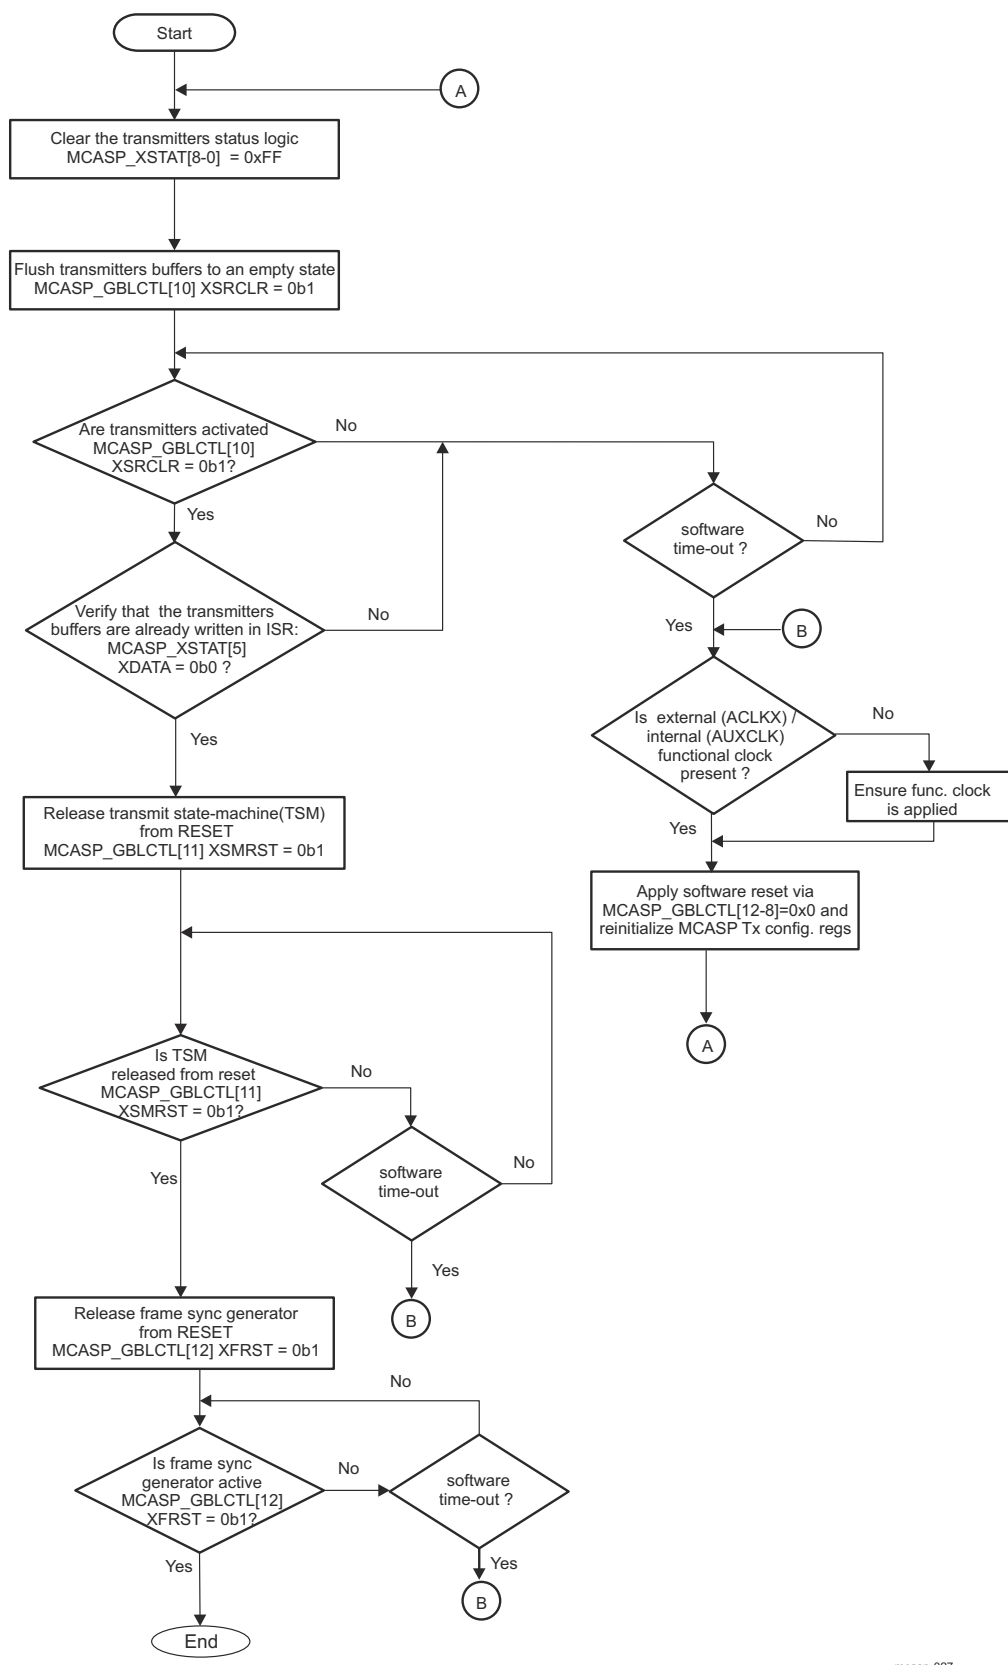 Start
A
Clear the transmitters status logic
MCASP_XSTAT[8-0] = 0xFF
Flush transmitters buffers to an empty state
MCASP_GBLCTL[10] XSRCLR = 0b1
Are transmitters activated
MCASP_GBLCTL[10]
XSRCLR = 0b1?
No
Yes
software
time-out ?
No
Yes
Verify that the transmitters
buffers are already written in ISR:
MCASP_XSTAT[5]
XDATA = 0b0 ?
No
Yes
B
Is external (ACLKX) /
internal (AUXCLK)
functional clock
present ?
No
Yes
Ensure func. clock
is applied
Release transmit state-machine(TSM)
from RESET
MCASP_GBLCTL[11] XSMRST = 0b1
Apply software reset via
MCASP_GBLCTL[12-8]=0x0 and
reinitialize MCASP Tx config. regs
A
Is TSM
released from reset
MCASP_GBLCTL[11]
XSMRST = 0b1?
No
Yes
software
time-out
No
Yes
B
Release frame sync generator
from RESET
MCASP_GBLCTL[12] XFRST = 0b1
No
Is frame sync
generator active
MCASP_GBLCTL[12]
XFRST = 0b1?
No
Yes
software
time-out ?
Yes
B
End